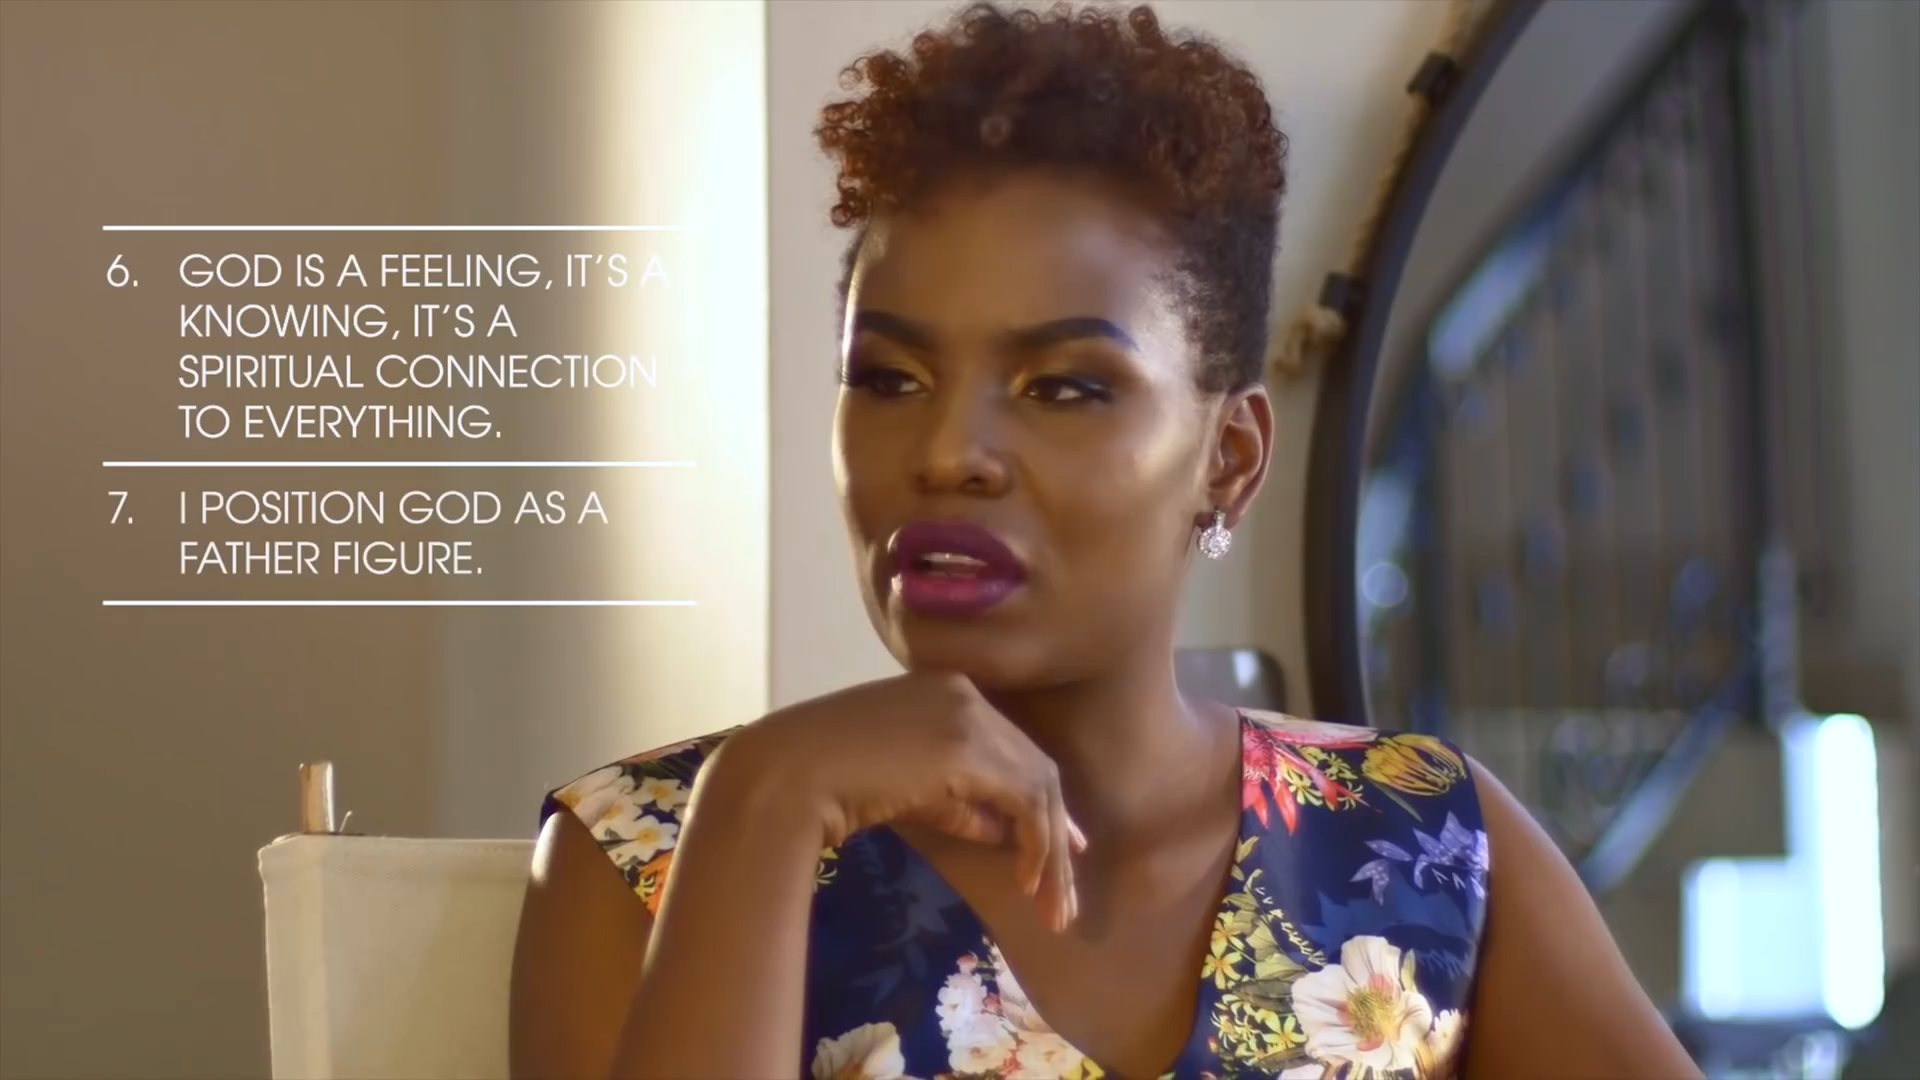 6. GOD IS A FEELING, IT'S A
KNOWING, IT'S A
SPIRITUAL CONNECTION
TO EVERYTHING.
7. I POSITION GOD AS A
FATHER FIGURE.